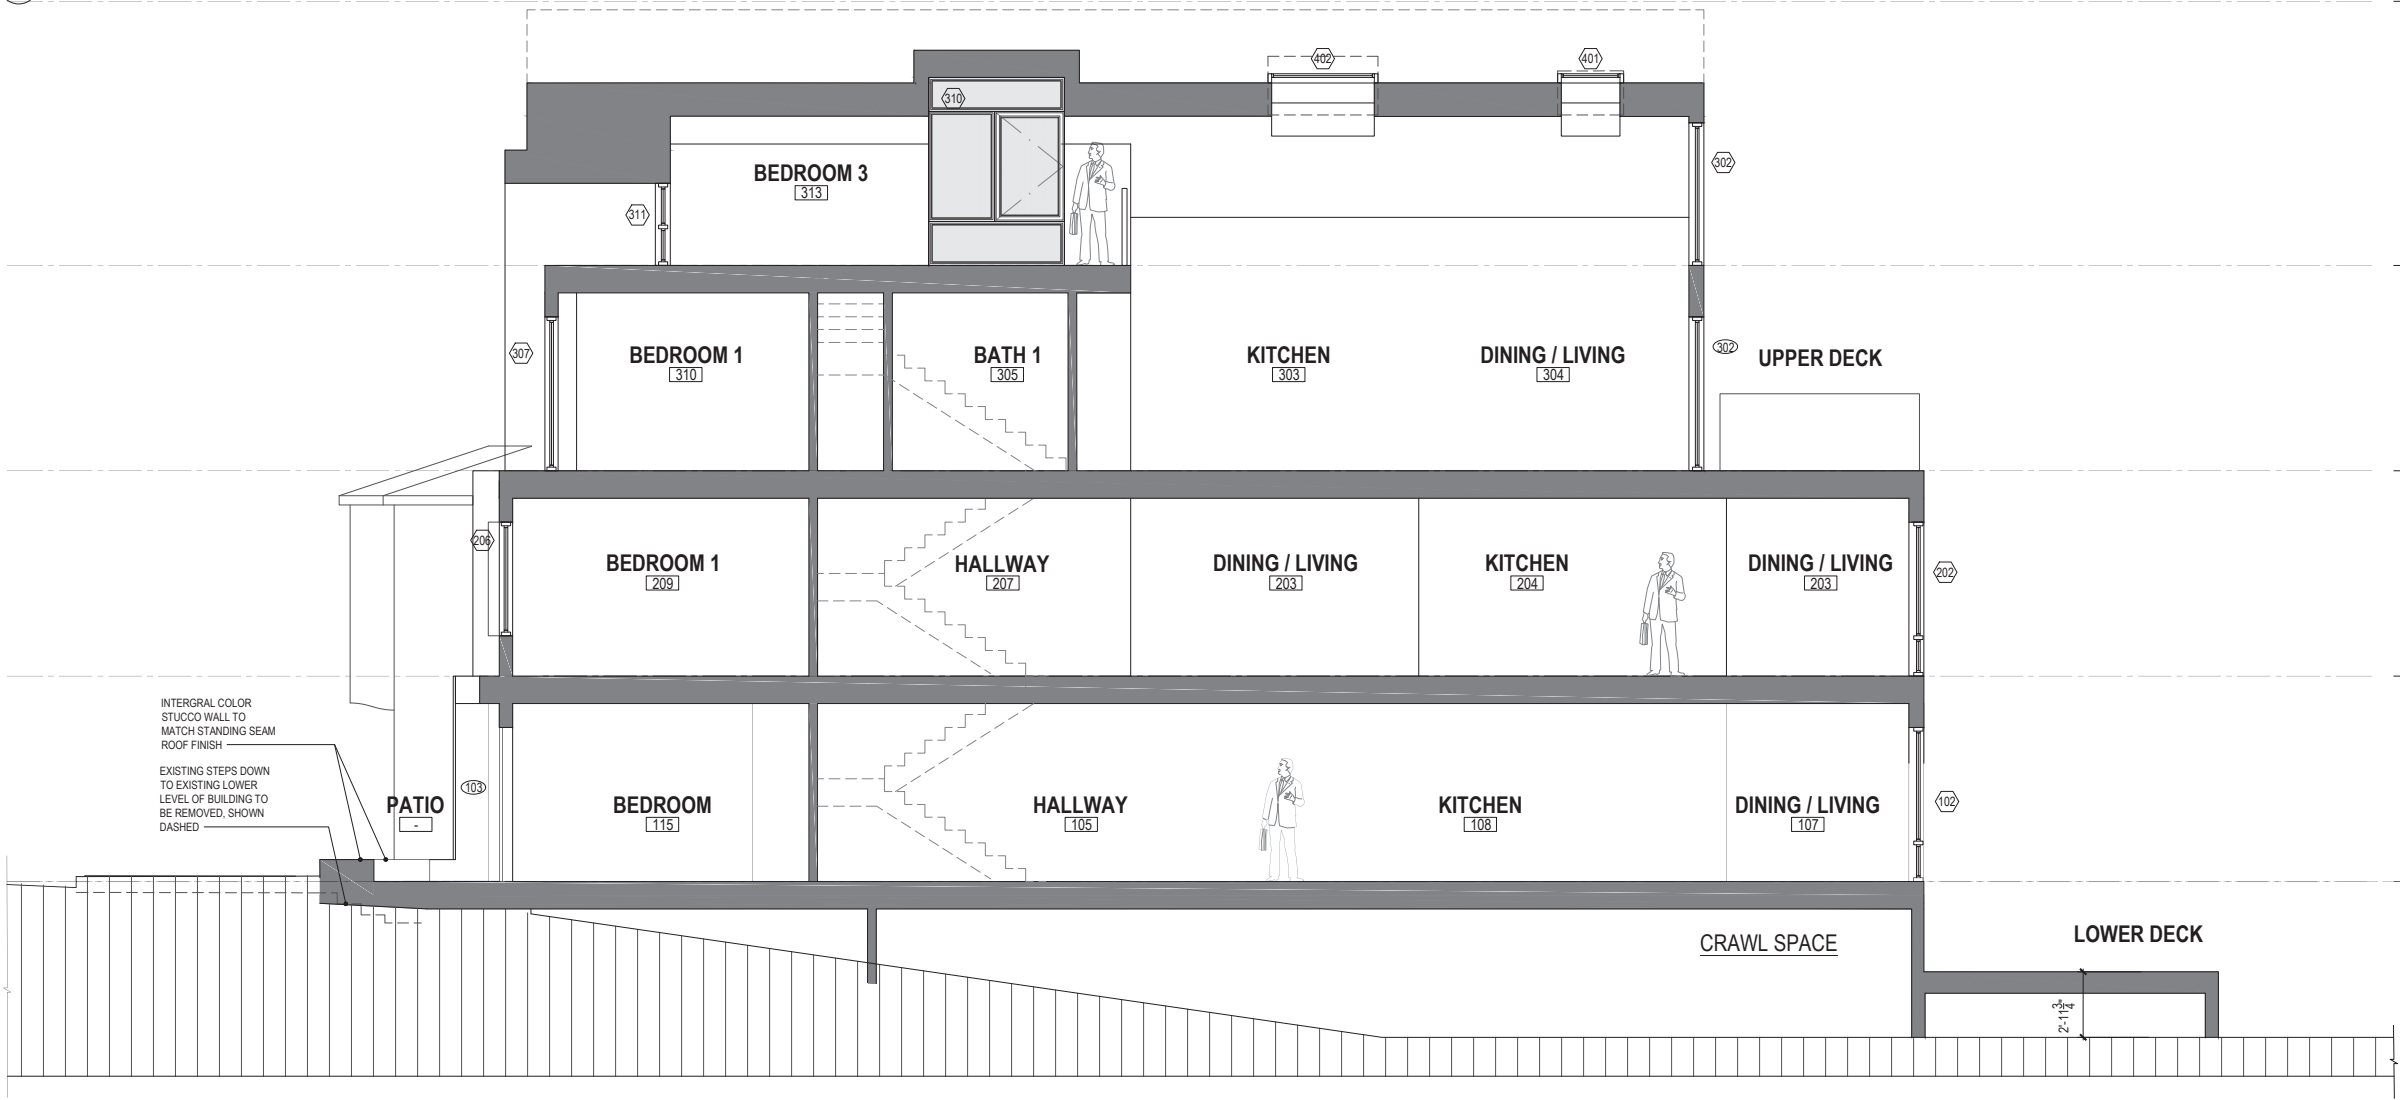 402
401
310
BEDROOM 3
313
302
311
307
BEDROOM 1
310
BATH 1
305
KITCHEN
303
DINING / LIVING
304
302
UPPER DECK
206
BEDROOM 1
209
HALLWAY
207
DINING / LIVING
203
KITCHEN
204
DINING / LIVING
203
202
INTERGRAL COLOR
STUCCO WALL TO
MATCH STANDING SEAM
ROOF FINISH
EXISTING STEPS DOWN
TO EXISTING LOWER
LEVEL OF BUILDING TO
BE REMOVED, SHOWN
DASHED
PATIO
-
103
BEDROOM
115
HALLWAY
105
KITCHEN
108
DINING / LIVING
107
102
CRAWL SPACE
LOWER DECK
2'-11 3/4"